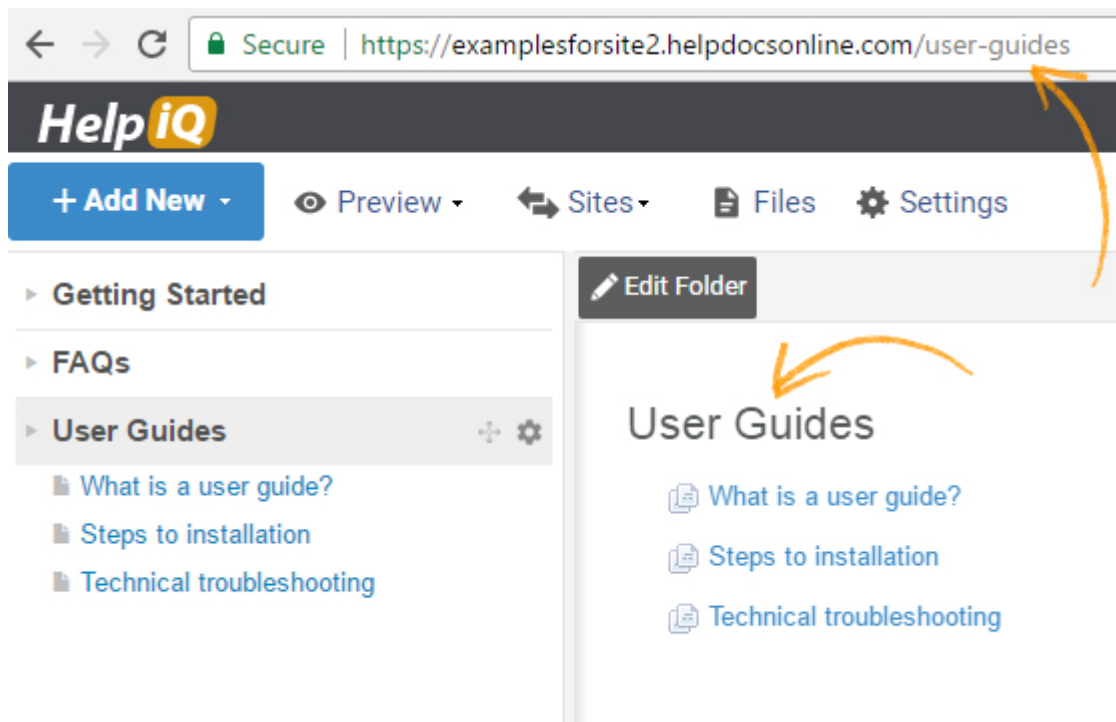 Secure | https://examplesforsite2.helpdocsonline.com/user-guides
Help iQ
+ Add New Preview Sites Files Settings
Getting Started
FAQs
User Guides
What is a user guide?
Steps to installation
Technical troubleshooting
Edit Folder
User Guides
What is a user guide?
Steps to installation
Technical troubleshooting